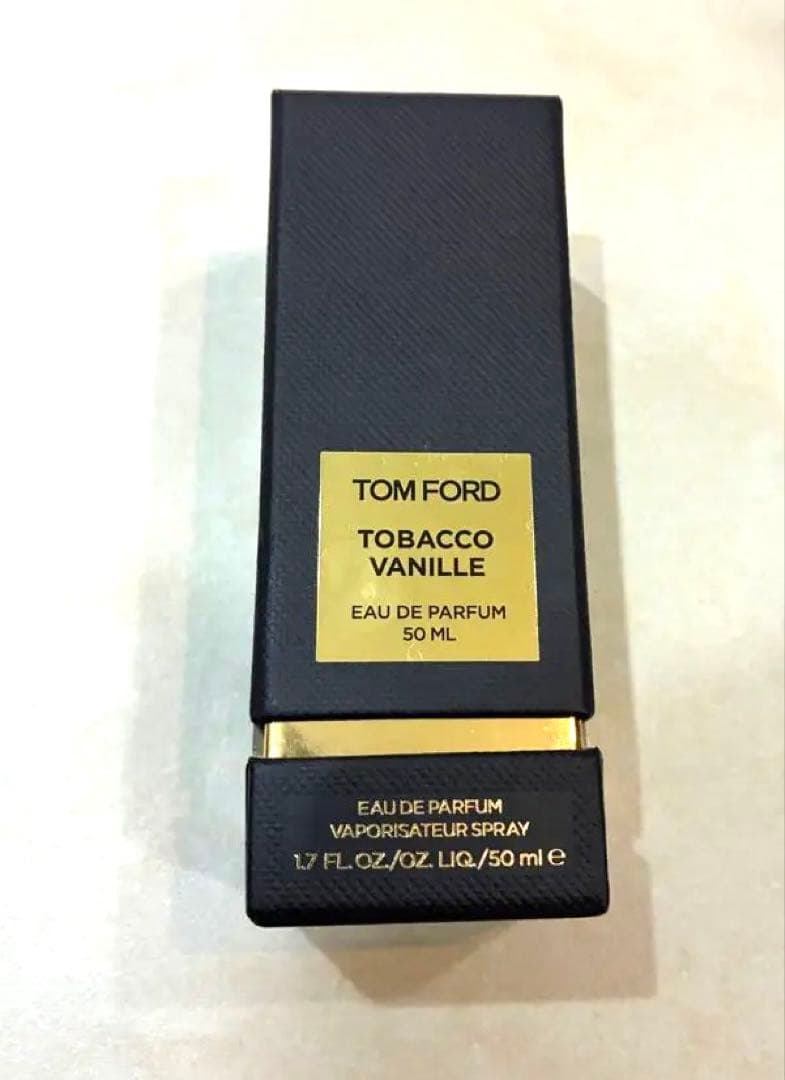 TOM FORD
TOBACCO
VANILLE
EAU DE PARFUM
50 ML
EAU DE PARFUM
VAPORISATEUR SPRAY
1.7 FL. OZ./OZ. LIQ./50 ml ℮